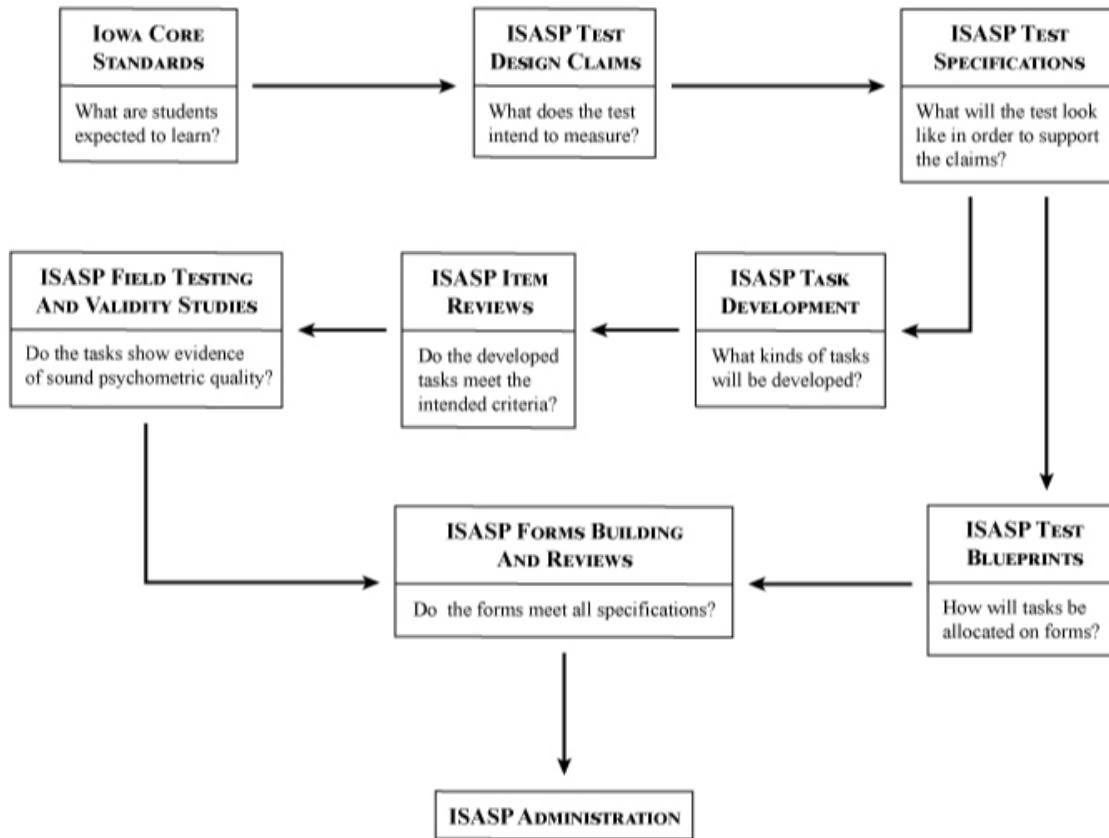 IOWA CORE
STANDARDS
What are students
expected to learn?
ISASP TEST
DESIGN CLAIMS
What does the test
intend to measure?
ISASP TEST
SPECIFICATIONS
What will the test look
like in order to support
the claims?
ISASP FIELD TESTING
AND VALIDITY STUDIES
Do the tasks show evidence
of sound psychometric quality?
ISASP ITEM
REVIEWS
Do the developed
tasks meet the
intended criteria?
ISASP TASK
DEVELOPMENT
What kinds of tasks
will be developed?
ISASP FORMS BUILDING
AND REVIEWS
Do the forms meet all specifications?
ISASP TEST
BLUEPRINTS
How will tasks be
allocated on forms?
ISASP ADMINISTRATION